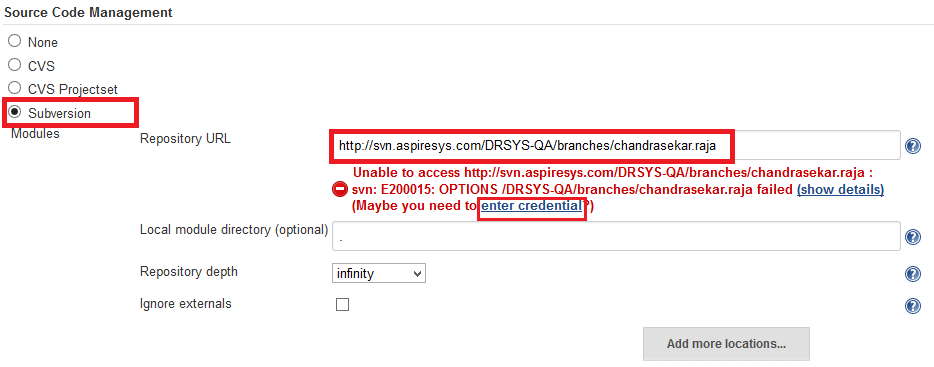 Source Code Management
None
CVS
CVS Projectset
Subversion
Modules
Repository URL
http://svn.aspiresys.com/DRSYS-QA/branches/chandrasekar.raja
Unable to access http://svn.aspiresys.com/DRSYS-QA/branches/chandrasekar.raja :
svn: E200015: OPTIONS /DRSYS-QA/branches/chandrasekar.raja failed (show details)
(Maybe you need to enter credential?)
Local module directory (optional)
.
Repository depth
infinity
Ignore externals
Add more locations...